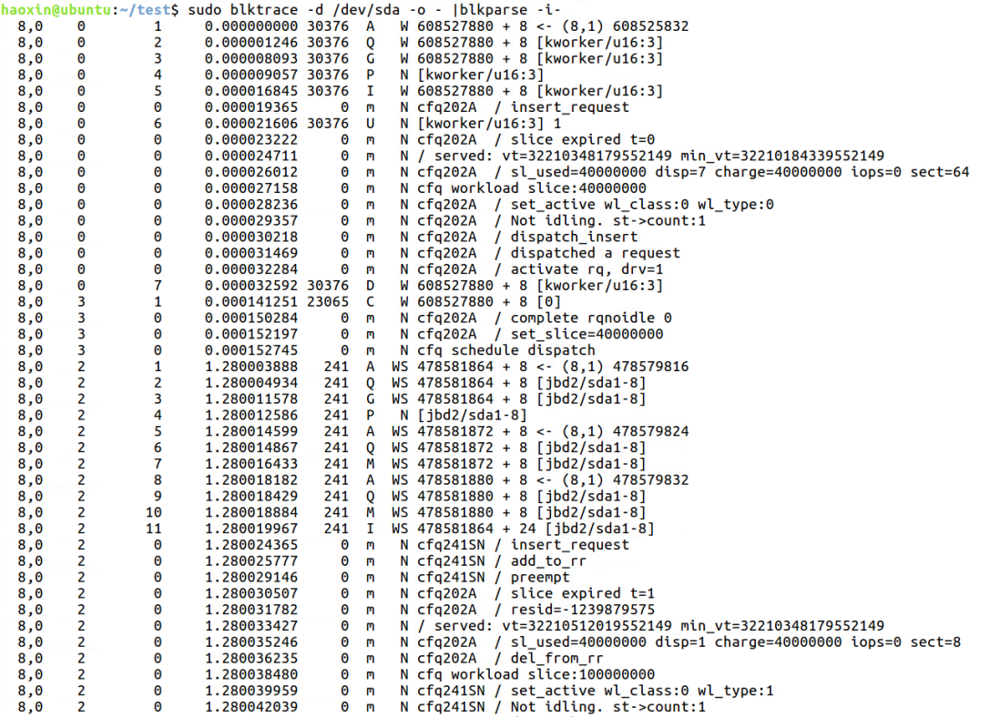 haoxin@ubuntu:~/test$ sudo blktrace -d /dev/sda -o - |blkparse -i-
8,0 0 1 0.000000000 30376 A W 608527880 + 8 <- (8,1) 608525832
8,0 0 2 0.000001246 30376 Q W 608527880 + 8 [kworker/u16:3]
8,0 0 3 0.000008093 30376 G W 608527880 + 8 [kworker/u16:3]
8,0 0 4 0.000009057 30376 P N [kworker/u16:3]
8,0 0 5 0.000016845 30376 I W 608527880 + 8 [kworker/u16:3]
8,0 0 0 0.000019365 0 m N cfq202A / insert_request
8,0 0 6 0.000021606 30376 U N [kworker/u16:3] 1
8,0 0 0 0.000023222 0 m N cfq202A / slice expired t=0
8,0 0 0 0.000024711 0 m N / served: vt=32210348179552149 min_vt=32210184339552149
8,0 0 0 0.000026012 0 m N cfq202A / sl_used=40000000 disp=7 charge=40000000 iops=0 sect=64
8,0 0 0 0.000027158 0 m N cfq workload slice:40000000
8,0 0 0 0.000028236 0 m N cfq202A / set_active wl_class:0 wl_type:0
8,0 0 0 0.000029357 0 m N cfq202A / Not idling. st->count:1
8,0 0 0 0.000030218 0 m N cfq202A / dispatch_insert
8,0 0 0 0.000031469 0 m N cfq202A / dispatched a request
8,0 0 0 0.000032284 0 m N cfq202A / activate rq, drv=1
8,0 0 7 0.000032592 30376 D W 608527880 + 8 [kworker/u16:3]
8,0 3 1 0.000141251 23065 C W 608527880 + 8 [0]
8,0 3 0 0.000150284 0 m N cfq202A / complete rqnoidle 0
8,0 3 0 0.000152197 0 m N cfq202A / set_slice=40000000
8,0 3 0 0.000152745 0 m N cfq schedule dispatch
8,0 2 1 1.280003888 241 A WS 478581864 + 8 <- (8,1) 478579816
8,0 2 2 1.280004934 241 Q WS 478581864 + 8 [jbd2/sda1-8]
8,0 2 3 1.280011578 241 G WS 478581864 + 8 [jbd2/sda1-8]
8,0 2 4 1.280012586 241 P N [jbd2/sda1-8]
8,0 2 5 1.280014599 241 A WS 478581872 + 8 <- (8,1) 478579824
8,0 2 6 1.280014867 241 Q WS 478581872 + 8 [jbd2/sda1-8]
8,0 2 7 1.280016433 241 M WS 478581872 + 8 [jbd2/sda1-8]
8,0 2 8 1.280018182 241 A WS 478581880 + 8 <- (8,1) 478579832
8,0 2 9 1.280018429 241 Q WS 478581880 + 8 [jbd2/sda1-8]
8,0 2 10 1.280018884 241 M WS 478581880 + 8 [jbd2/sda1-8]
8,0 2 11 1.280019967 241 I WS 478581864 + 24 [jbd2/sda1-8]
8,0 2 0 1.280024365 0 m N cfq241SN / insert_request
8,0 2 0 1.280025777 0 m N cfq241SN / add_to_rr
8,0 2 0 1.280029146 0 m N cfq241SN / preempt
8,0 2 0 1.280030507 0 m N cfq202A / slice expired t=1
8,0 2 0 1.280031782 0 m N cfq202A / resid=-1239879575
8,0 2 0 1.280033427 0 m N / served: vt=32210512019552149 min_vt=32210348179552149
8,0 2 0 1.280035246 0 m N cfq202A / sl_used=40000000 disp=1 charge=40000000 iops=0 sect=8
8,0 2 0 1.280036235 0 m N cfq202A / del_from_rr
8,0 2 0 1.280038480 0 m N cfq workload slice:100000000
8,0 2 0 1.280039959 0 m N cfq241SN / set_active wl_class:0 wl_type:1
8,0 2 0 1.280042039 0 m N cfq241SN / Not idling. st->count:1